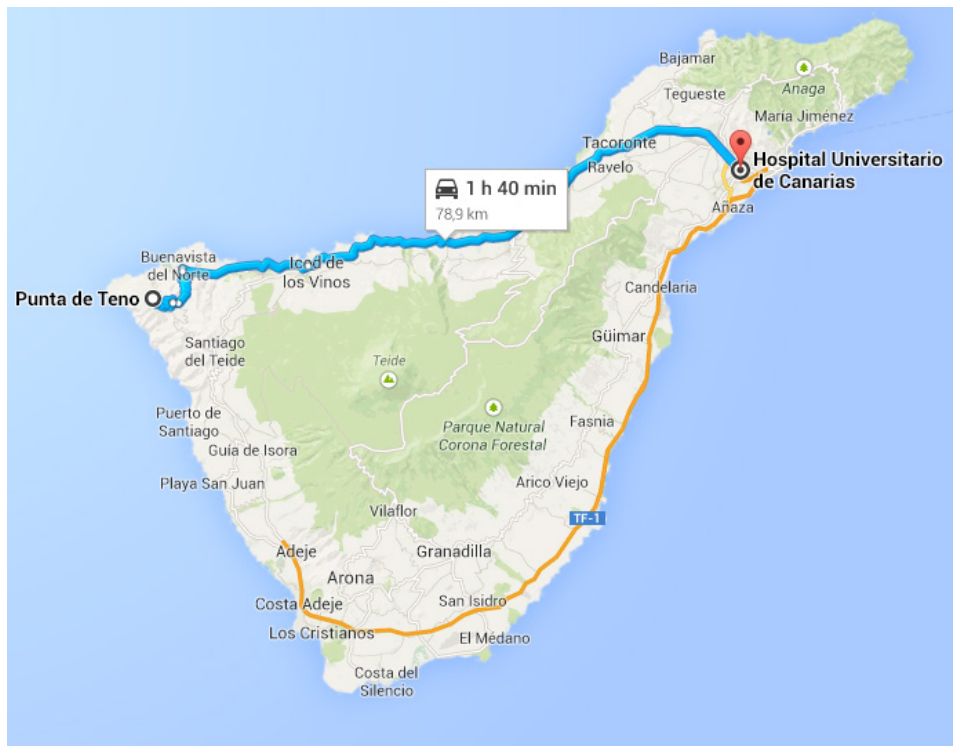 Bajamar
Anaga
Tegueste
María Jiménez
Tacoronte
Hospital Universitario
de Canarias
Ravelo
1 h 40 min
78,9 km
Añaza
Buenavista
del Norte
Icod de
los Vinos
Punta de Teno
Candelaria
Santiago
del Teide
Güimar
Teide
Puerto de
Santiago
Fasnia
Parque Natural
Corona Forestal
Guía de Isora
Playa San Juan
Arico Viejo
Vilaflor
TF-1
Adeje
Granadilla
Arona
Costa Adeje
San Isidro
Los Cristianos
El Médano
Costa del
Silencio